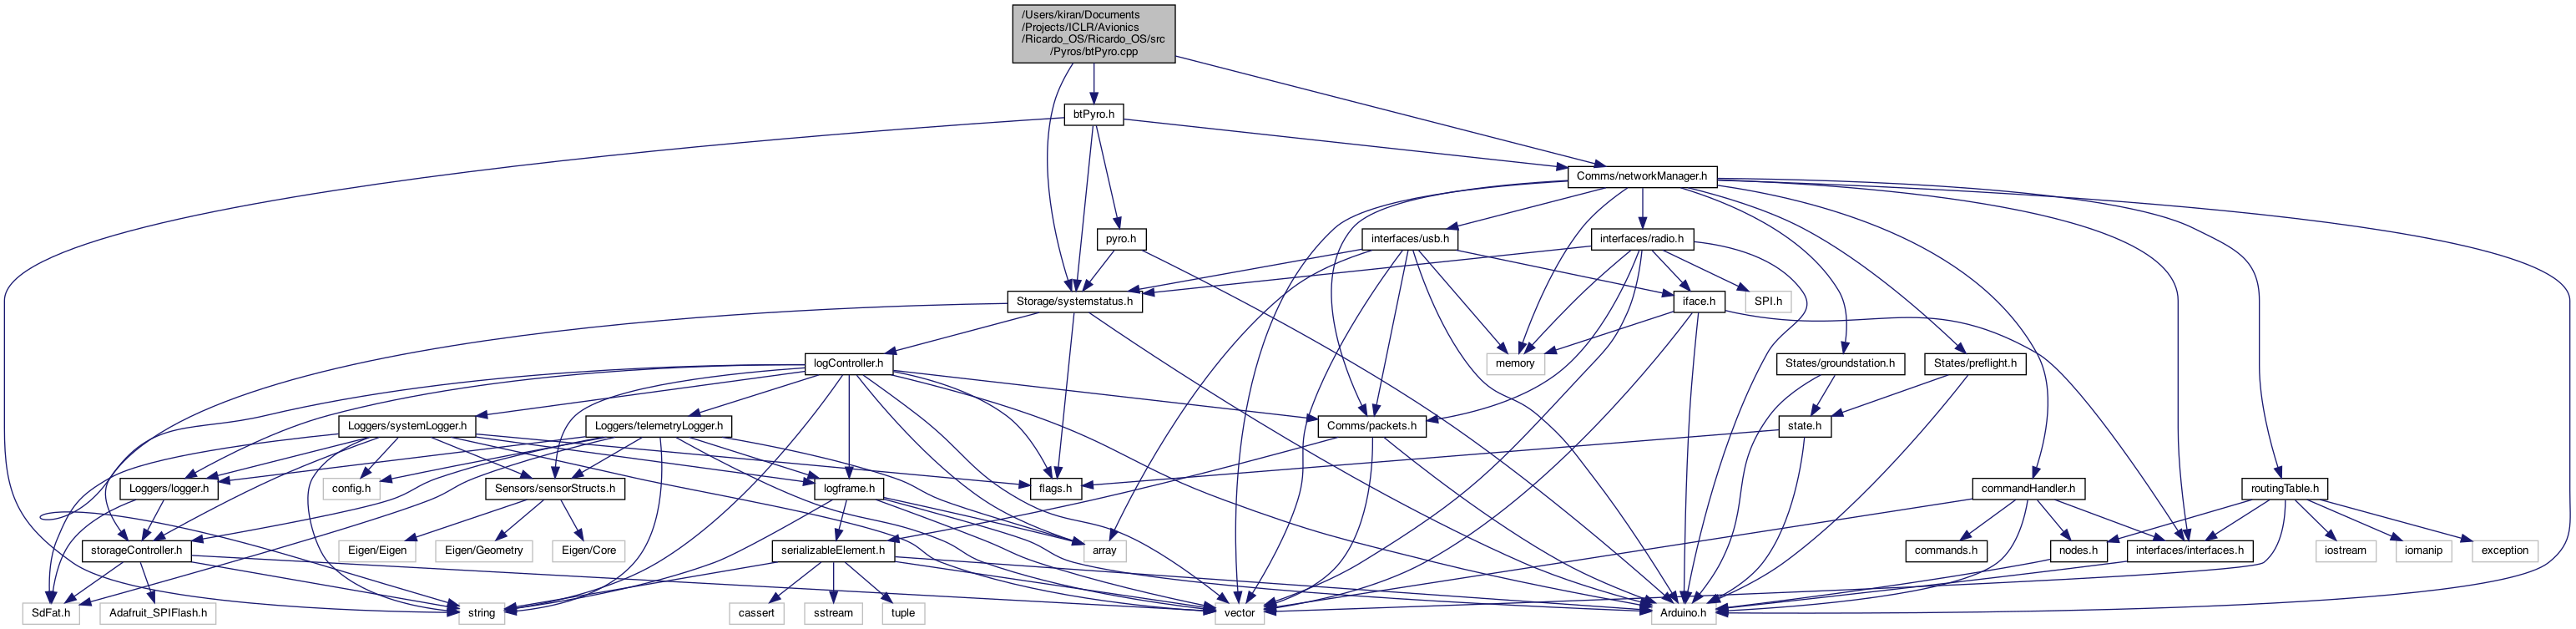 /Users/kiran/Documents
/Projects/ICLR/Avionics
/Ricardo_OS/Ricardo_OS/src
/Pyros/btPyro.cpp
btPyro.h
Comms/networkManager.h
pyro.h
interfaces/usb.h
interfaces/radio.h
Storage/systemstatus.h
iface.h
SPI.h
logController.h
memory
States/groundstation.h
States/preflight.h
Loggers/systemLogger.h
Loggers/telemetryLogger.h
Comms/packets.h
state.h
Loggers/logger.h
config.h
Sensors/sensorStructs.h
logframe.h
flags.h
commandHandler.h
routingTable.h
storageController.h
Eigen/Eigen
Eigen/Geometry
Eigen/Core
serializableElement.h
array
commands.h
nodes.h
interfaces/interfaces.h
iostream
iomanip
exception
SdFat.h
Adafruit_SPIFlash.h
string
cassert
sstream
tuple
vector
Arduino.h